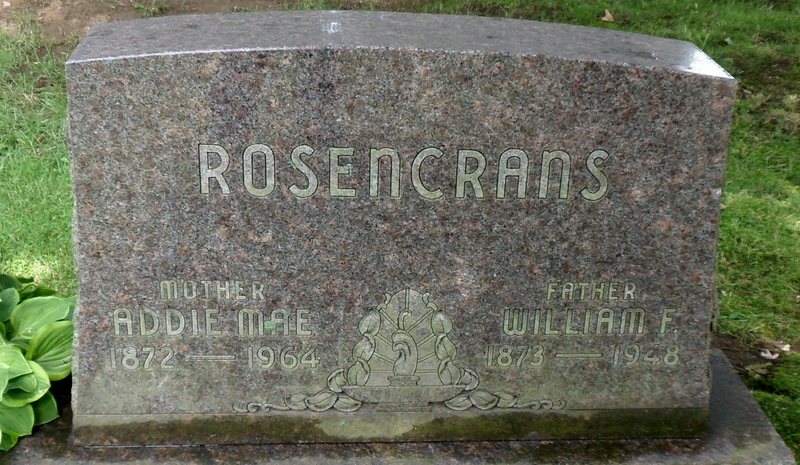 ROSENCRANS
MOTHER
ADDIE MAE
1872 — 1964
FATHER
WILLIAM F.
1873 — 1948